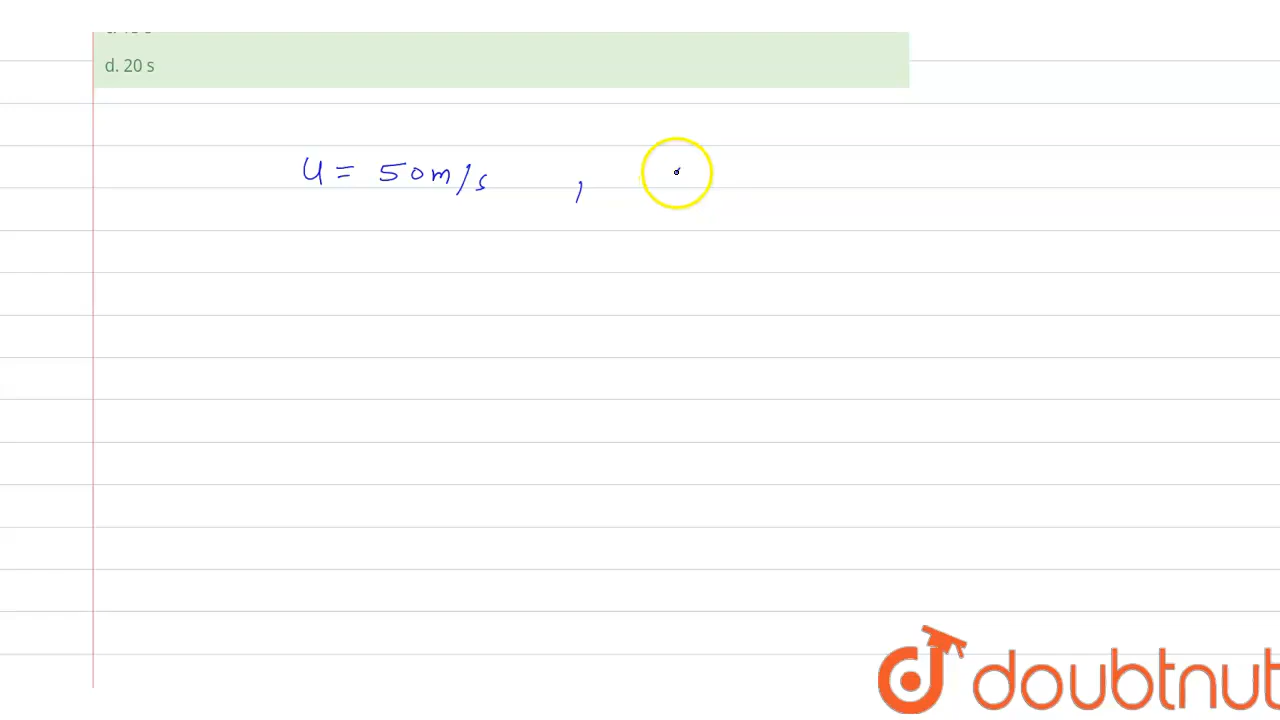 d. 20 s
u = 50m/s ,
doubtnut